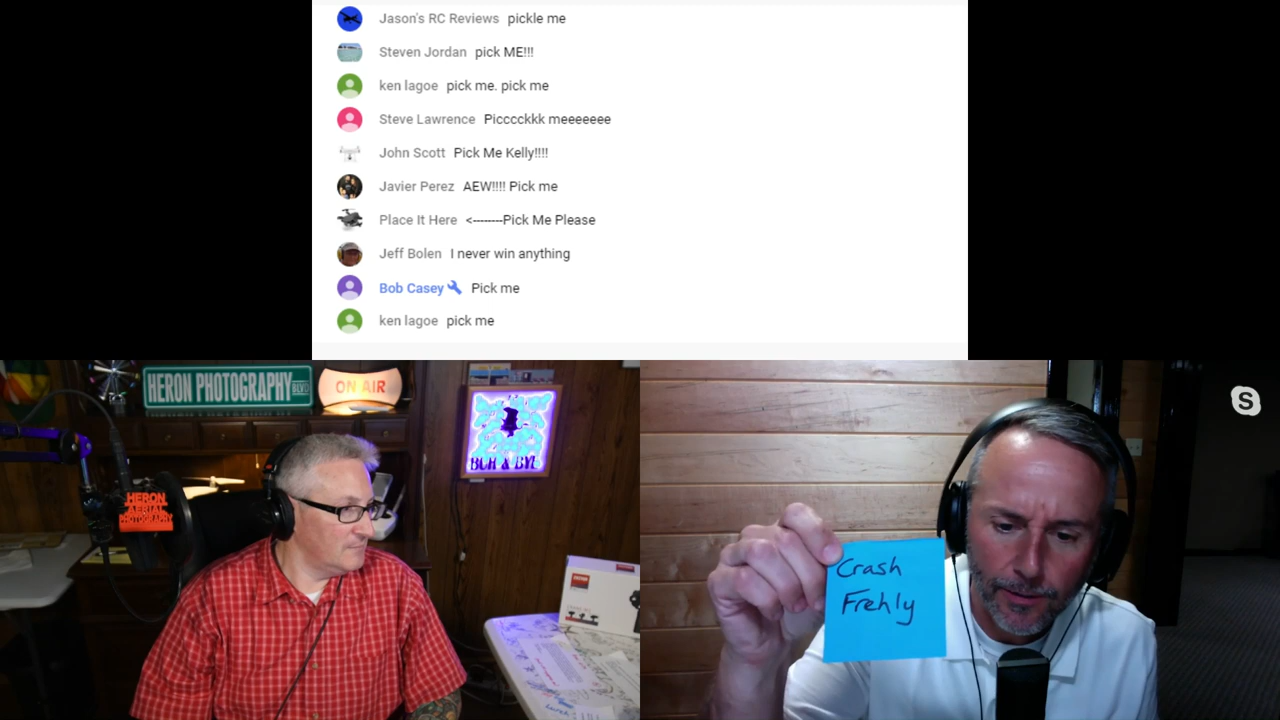 Jason's RC Reviews pickle me
Steven Jordan pick ME!!!
ken lagoe pick me. pick me
Steve Lawrence Picccckkk meeeeeee
John Scott Pick Me Kelly!!!!
Javier Perez AEW!!!! Pick me
Place It Here <--------Pick Me Please
Jeff Bolen I never win anything
Bob Casey Pick me
ken lagoe pick me
HERON PHOTOGRAPHY BLVD
ON AIR
HERON
AERIAL
PHOTOGRAPHY
S
Crash
Frehly